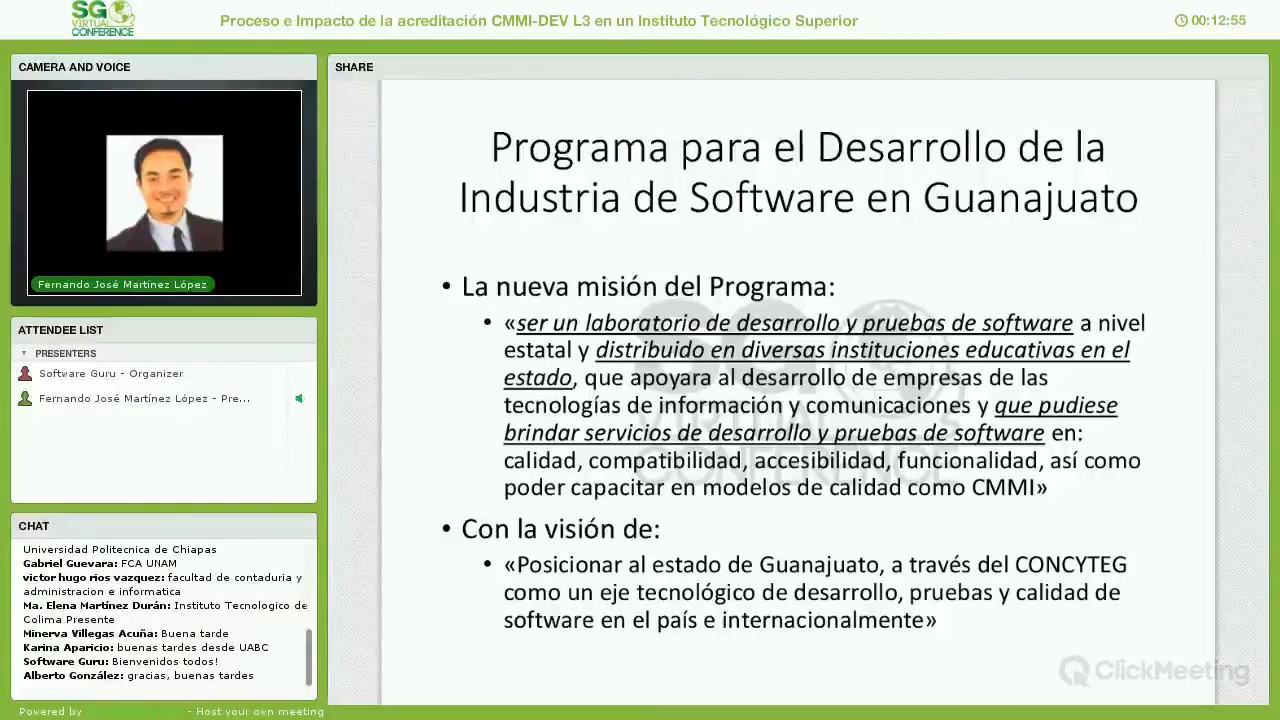 SG
VIRTUAL
CONFERENCE
Proceso e Impacto de la acreditación CMMI-DEV L3 en un Instituto Tecnológico Superior
00:12:55
CAMERA AND VOICE
Fernando José Martínez López
ATTENDEE LIST
PRESENTERS
Software Guru - Organizer
Fernando José Martínez López - Pre...
CHAT
Universidad Politecnica de Chiapas
Gabriel Guevara: FCA UNAM
victor hugo rios vazquez: facultad de contaduria y
administracion e informatica
Ma. Elena Martínez Durán: Instituto Tecnologico de
Colima Presente
Minerva Villegas Acuña: Buena tarde
Karina Aparicio: buenas tardes desde UABC
Software Guru: Bienvenidos todos!
Alberto González: gracias, buenas tardes
Powered by
- Host your own meeting
SHARE
Programa para el Desarrollo de la
Industria de Software en Guanajuato
• La nueva misión del Programa:
• «ser un laboratorio de desarrollo y pruebas de software a nivel
estatal y distribuido en diversas instituciones educativas en el
estado, que apoyara al desarrollo de empresas de las
tecnologías de información y comunicaciones y que pudiese
brindar servicios de desarrollo y pruebas de software en:
calidad, compatibilidad, accesibilidad, funcionalidad, así como
poder capacitar en modelos de calidad como CMMI»
• Con la visión de:
• «Posicionar al estado de Guanajuato, a través del CONCYTEG
como un eje tecnológico de desarrollo, pruebas y calidad de
software en el país e internacionalmente»
SG
VIRTUAL
CONFERENCE
ClickMeeting